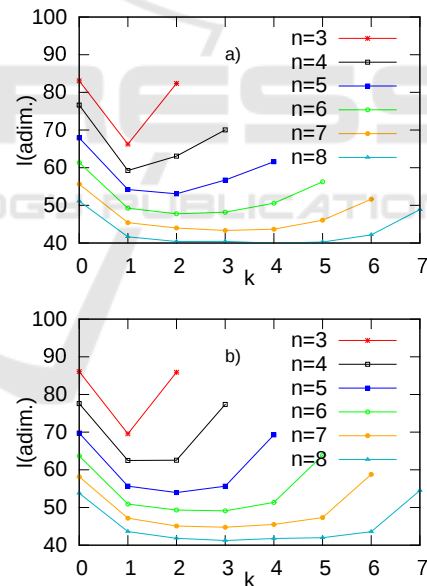 100
90
80
70
60
50
40
I(adim.)
a)
n=3
n=4
n=5
n=6
n=7
n=8
0 1 2 3 4 5 6 7
k
100
90
80
70
60
50
40
I(adim.)
b)
n=3
n=4
n=5
n=6
n=7
n=8
0 1 2 3 4 5 6 7
k